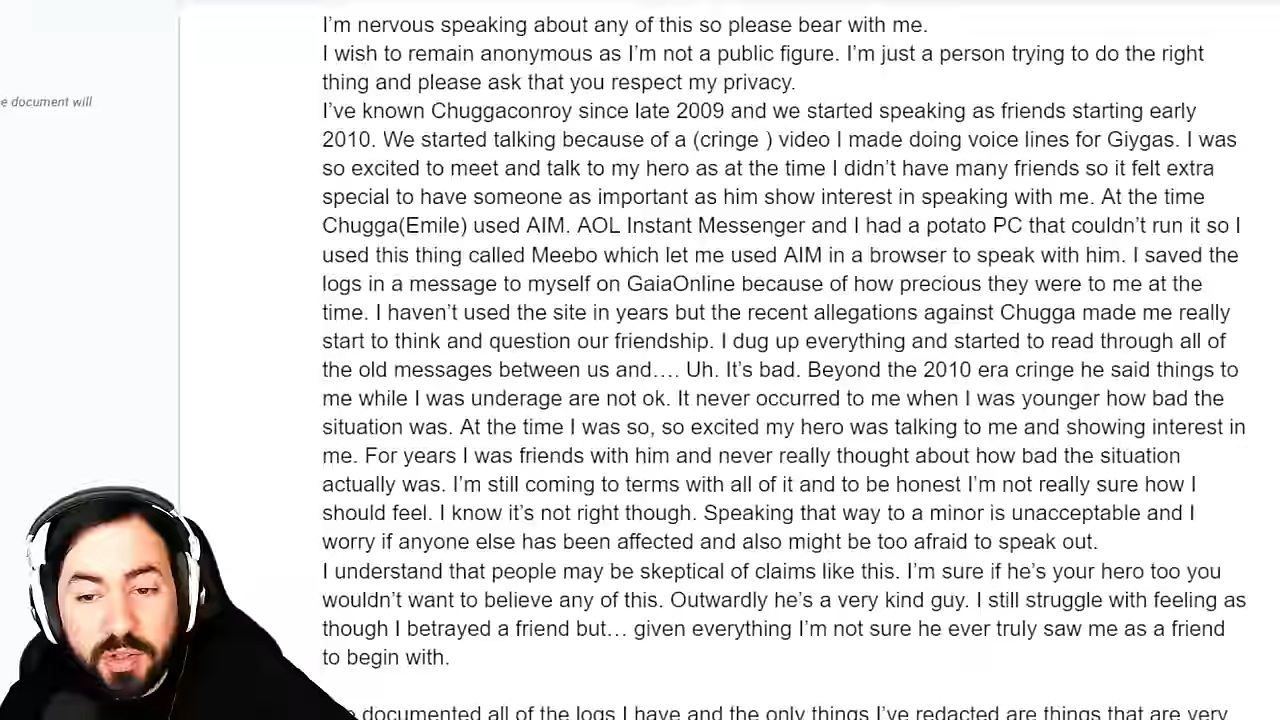 I'm nervous speaking about any of this so please bear with me.
I wish to remain anonymous as I'm not a public figure. I'm just a person trying to do the right
thing and please ask that you respect my privacy.
e document will
I've known Chuggaconroy since late 2009 and we started speaking as friends starting early
2010. We started talking because of a (cringe ) video I made doing voice lines for Giygas. I was
so excited to meet and talk to my hero as at the time I didn't have many friends so it felt extra
special to have someone as important as him show interest in speaking with me. At the time
Chugga(Emile) used AIM. AOL Instant Messenger and I had a potato PC that couldn't run it so I
used this thing called Meebo which let me used AIM in a browser to speak with him. I saved the
logs in a message to myself on GaiaOnline because of how precious they were to me at the
time. I haven't used the site in years but the recent allegations against Chugga made me really
start to think and question our friendship. I dug up everything and started to read through all of
the old messages between us and…. Uh. It's bad. Beyond the 2010 era cringe he said things to
me while I was underage are not ok. It never occurred to me when I was younger how bad the
situation was. At the time I was so, so excited my hero was talking to me and showing interest in
me. For years I was friends with him and never really thought about how bad the situation
actually was. I'm still coming to terms with all of it and to be honest I'm not really sure how I
should feel. I know it's not right though. Speaking that way to a minor is unacceptable and I
worry if anyone else has been affected and also might be too afraid to speak out.
I understand that people may be skeptical of claims like this. I'm sure if he's your hero too you
wouldn't want to believe any of this. Outwardly he's a very kind guy. I still struggle with feeling as
though I betrayed a friend but… given everything I'm not sure he ever truly saw me as a friend
to begin with.
documented all of the logs I have and the only things I've redacted are things that are very